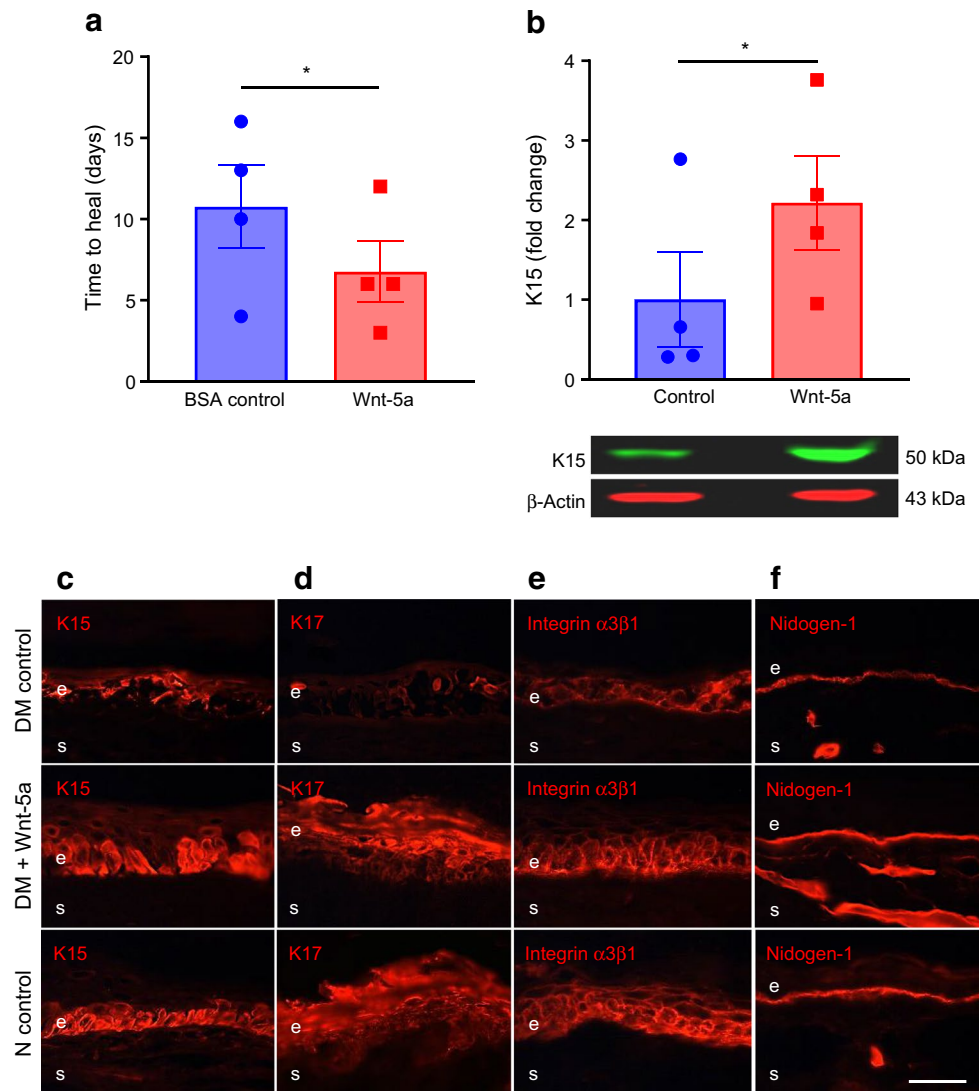 a
20
15
10
5
0
Time to heal (days)
*
BSA control
Wnt-5a
b
4
3
2
1
0
K15 (fold change)
*
Control
Wnt-5a
K15
50 kDa
β-Actin
43 kDa
c
d
e
f
DM control
K15
e
s
K17
e
s
Integrin α3β1
e
s
Nidogen-1
e
s
DM + Wnt-5a
K15
e
s
K17
e
s
Integrin α3β1
e
s
Nidogen-1
e
s
N control
K15
e
s
K17
e
s
Integrin α3β1
e
s
Nidogen-1
e
s